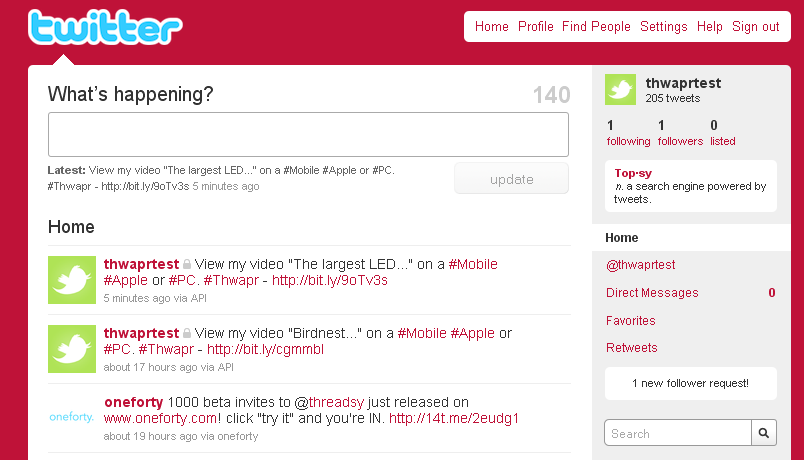 twitter
Home Profile Find People Settings Help Sign out
What's happening?
140
Latest: View my video "The largest LED..." on a #Mobile #Apple or #PC.
#Thwapr - http://bit.ly/9oTv3s 5 minutes ago
update
Home
thwaprtest View my video "The largest LED..." on a #Mobile
#Apple or #PC. #Thwapr - http://bit.ly/9oTv3s
5 minutes ago via API
thwaprtest View my video "Birdnest..." on a #Mobile #Apple or
#PC. #Thwapr - http://bit.ly/cgmmbl
about 17 hours ago via API
oneforty.
oneforty 1000 beta invites to @threadsy just released on
www.oneforty.com! click "try it" and you're IN. http://14t.me/2eudg1
about 19 hours ago via oneforty
thwaprtest
205 tweets
1 1 0
following followers listed
Top•sy
n. a search engine powered by
tweets.
Home
@thwaprtest
Direct Messages 0
Favorites
Retweets
1 new follower request!
Search